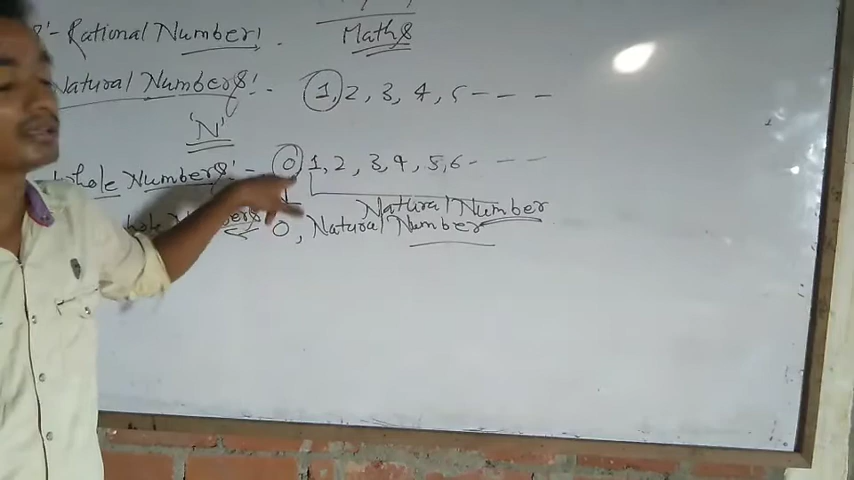 Maths
:- Rational Number!
Natural Numbers:- 1, 2, 3, 4, 5 - - -
'N'
whole Numbers:- 0, 1, 2, 3, 4, 5, 6 - - -
Natural Number
0, Natural Number